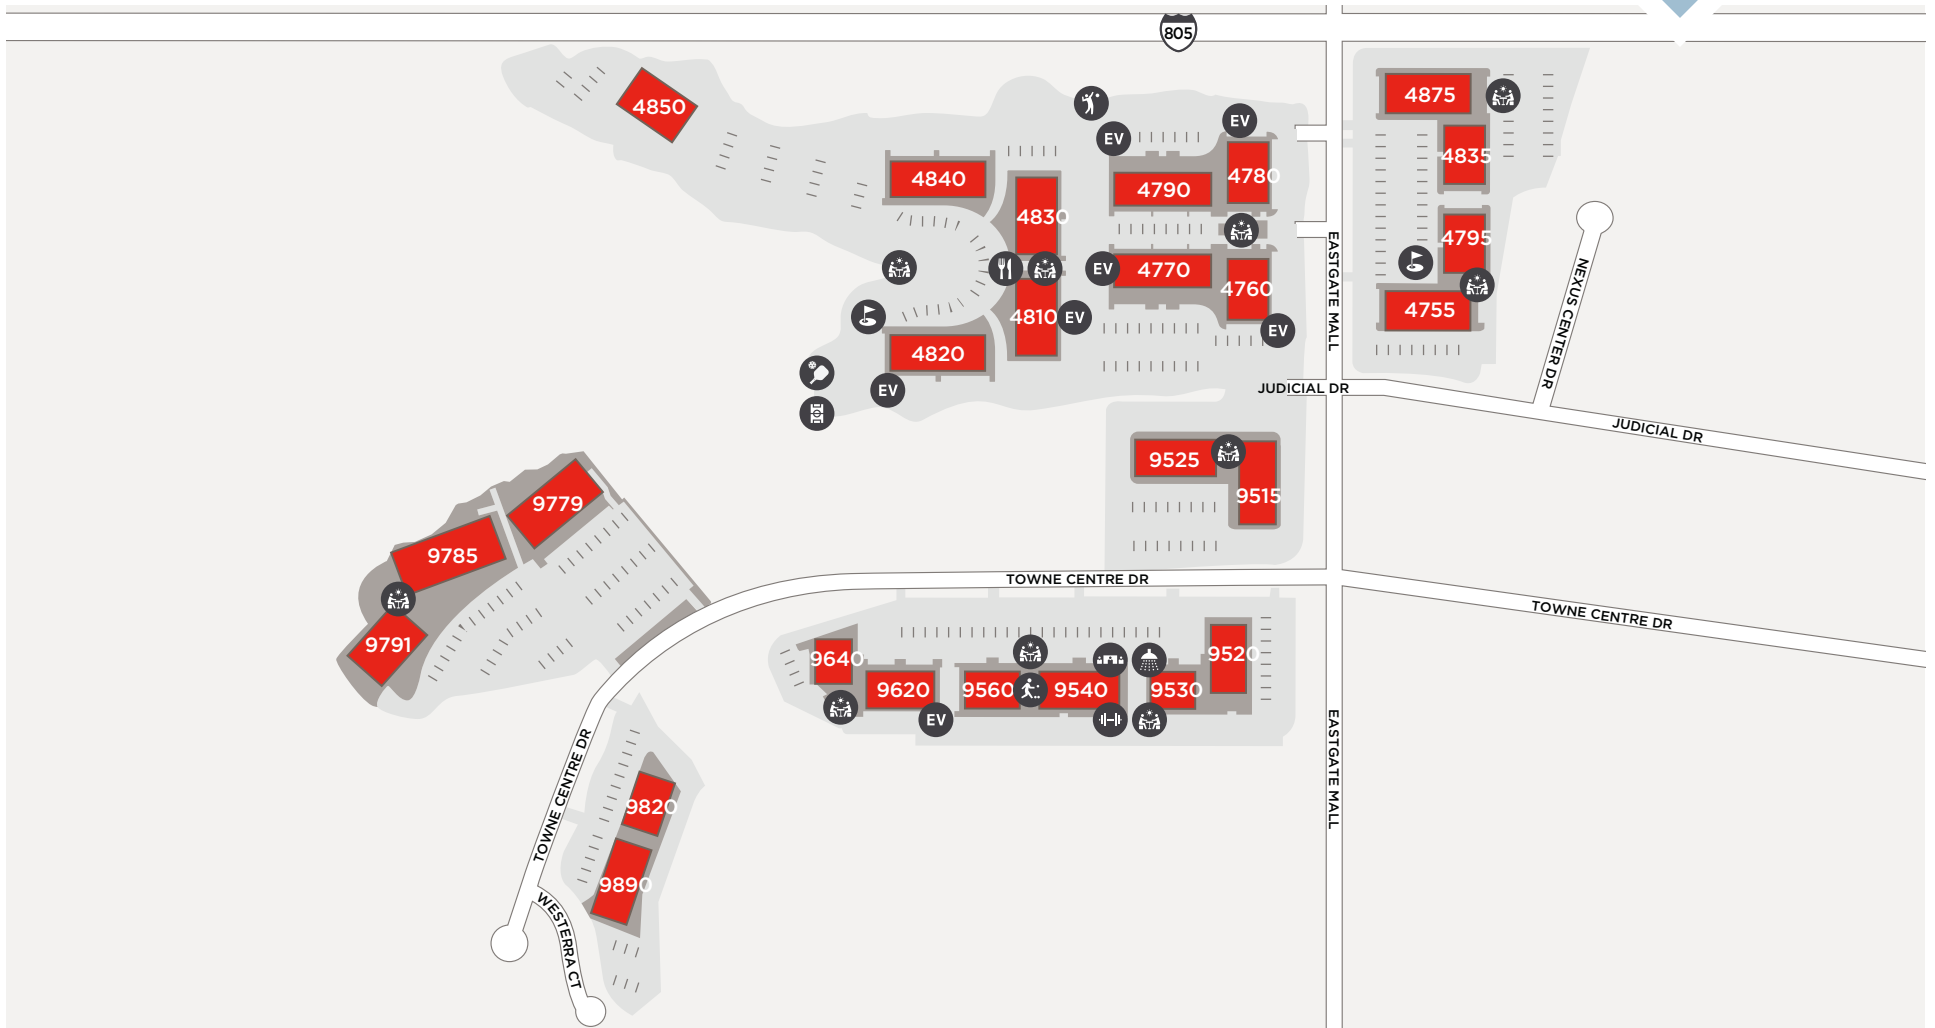 805
4850
4875
4835
4840
4830
4790
4780
4795
4770
4760
4810
4755
4820
EV
EV
EV
EV
EV
EV
EV
EASTGATE MALL
NEXUS CENTER DR
JUDICIAL DR
JUDICIAL DR
9525
9515
9779
9785
9791
TOWNE CENTRE DR
TOWNE CENTRE DR
9640
9620
9560
9540
9530
9520
EV
EASTGATE MALL
TOWNE CENTRE DR
9820
9890
WESTERRA CT